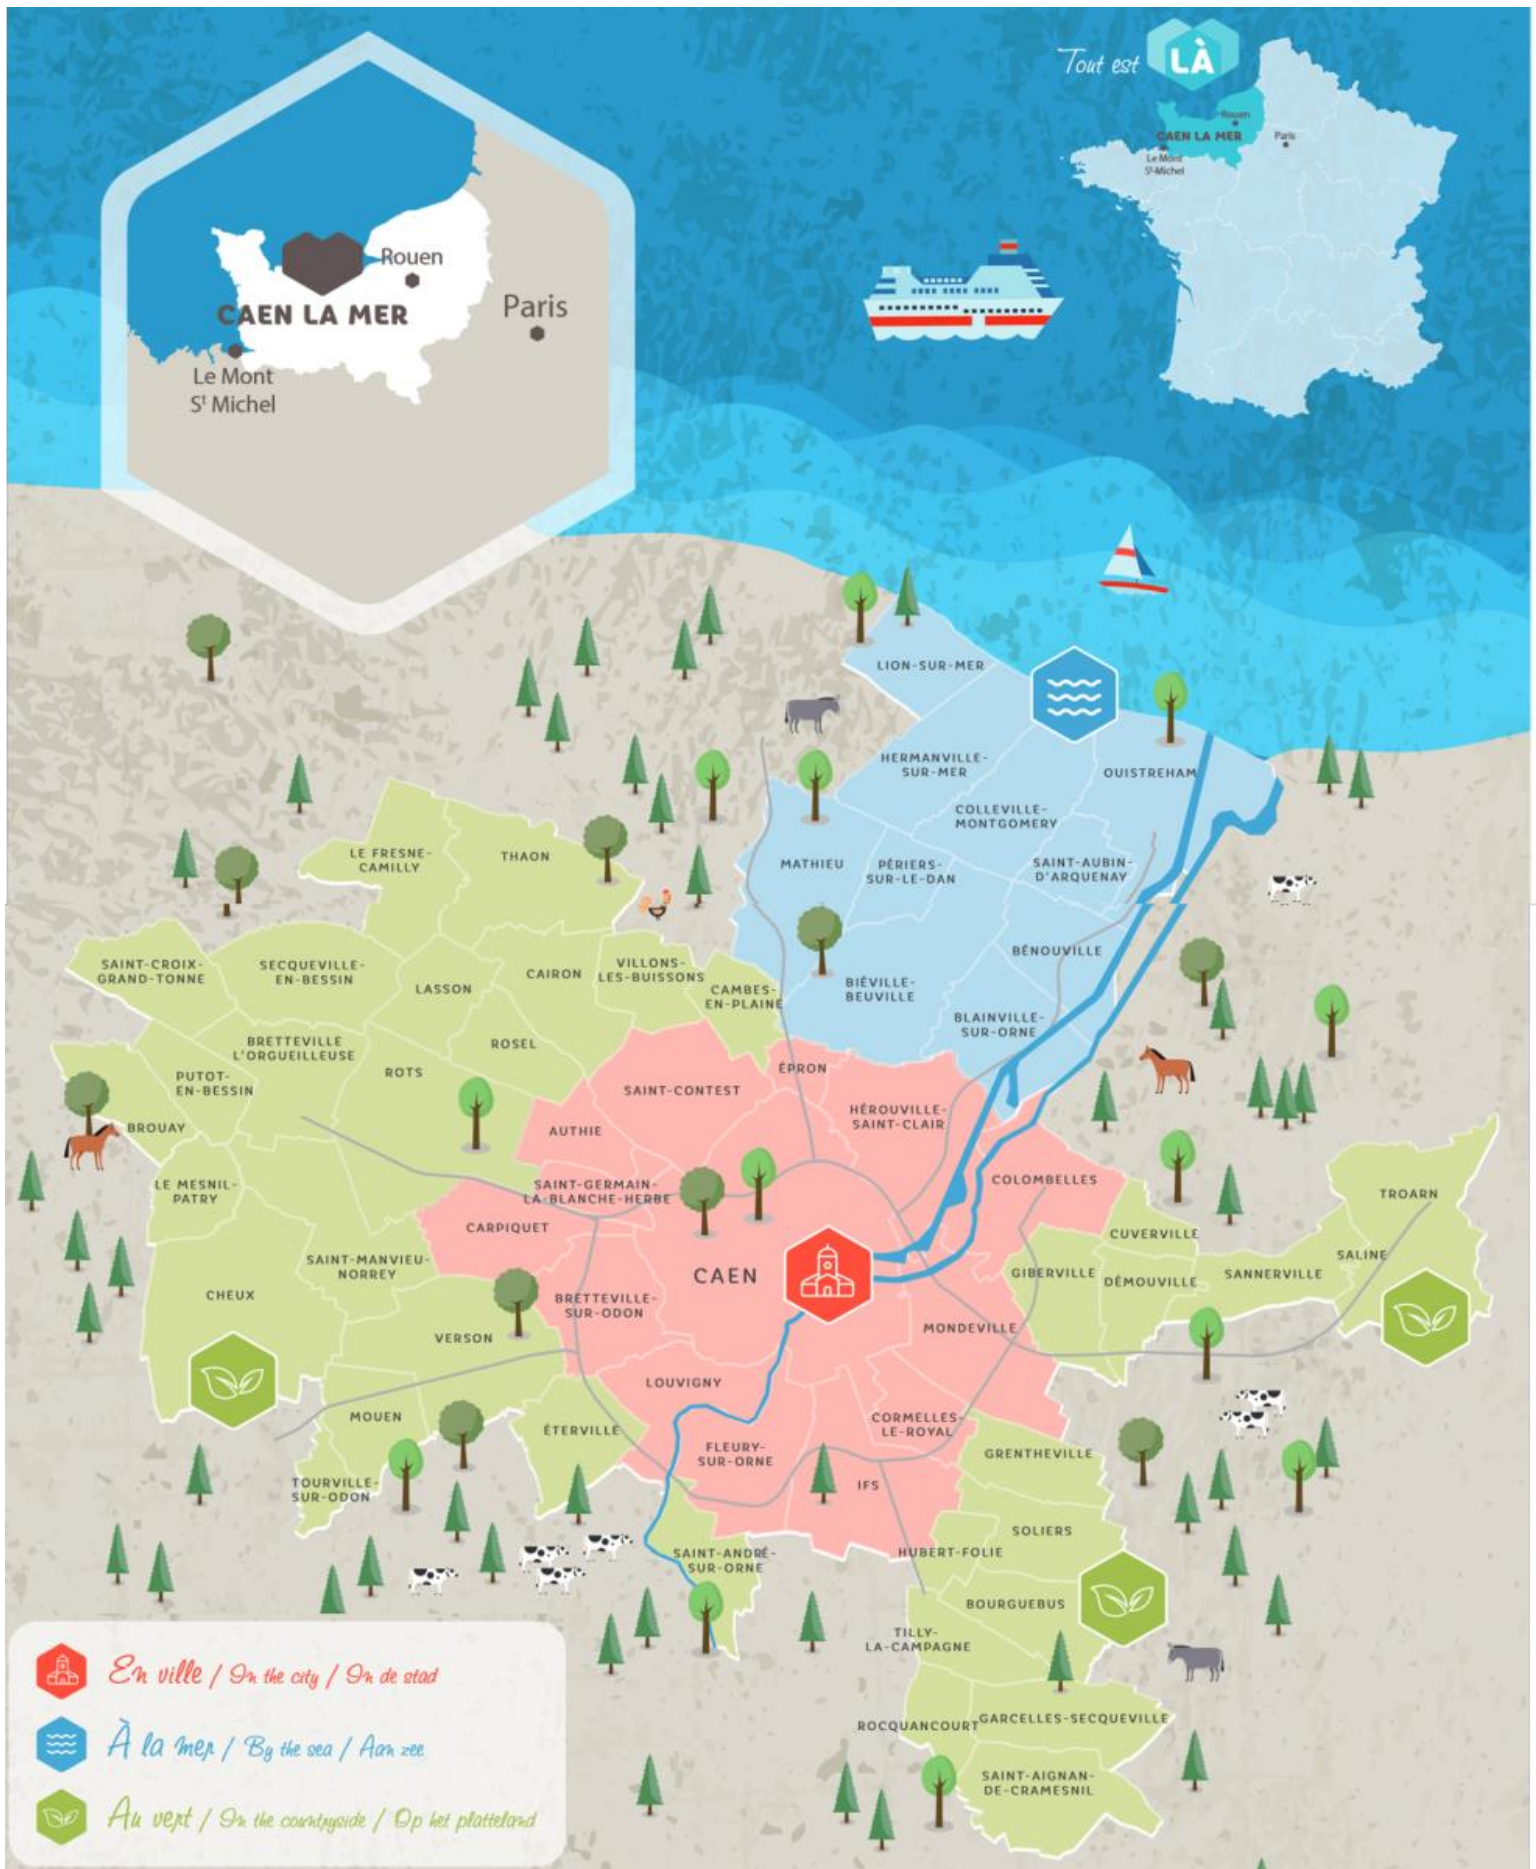 Tout est LÀ
Rouen
CAEN LA MER
Paris
Le Mont
Sᵗ-Michel
Rouen
CAEN LA MER
Paris
Le Mont
Sᵗ Michel
LION-SUR-MER
HERMANVILLE-
SUR-MER
OUISTREHAM
COLLEVILLE-
MONTGOMERY
MATHIEU
PÉRIERS-
SUR-LE-DAN
SAINT-AUBIN-
D'ARQUENAY
LE FRESNE-
CAMILLY
THAON
SAINT-CROIX-
GRAND-TONNE
SECQUEVILLE-
EN-BESSIN
LASSON
CAIRON
VILLONS-
LES-BUISSONS
CAMBES-
EN-PLAINE
BIÉVILLE-
BEUVILLE
BÉNOUVILLE
BLAINVILLE-
SUR-ORNE
BRETTEVILLE
L'ORGUEILLEUSE
ROSEL
PUTOT-
EN-BESSIN
ROTS
SAINT-CONTEST
ÉPRON
HÉROUVILLE-
SAINT-CLAIR
BROUAY
AUTHIE
LE MESNIL-
PATRY
SAINT-GERMAIN-
LA-BLANCHE-HERBE
COLOMBELLES
TROARN
CARPIQUET
CUVERVILLE
SAINT-MANVIEU-
NORREY
CAEN
GIBERVILLE
DÉMOUVILLE
SANNERVILLE
SALINE
CHEUX
BRETTEVILLE-
SUR-ODON
VERSON
MONDEVILLE
LOUVIGNY
MOUEN
ÉTERVILLE
CORMELLES-
LE-ROYAL
FLEURY-
SUR-ORNE
GRENTHEVILLE
TOURVILLE-
SUR-ODON
IFS
SOLIERS
SAINT-ANDRÉ-
SUR-ORNE
HUBERT-FOLIE
BOURGUEBUS
TILLY-
LA-CAMPAGNE
ROCQUANCOURT
GARCELLES-SECQUEVILLE
SAINT-AIGNAN-
DE-CRAMESNIL
En ville / In the city / In de stad
À la mer / By the sea / Aan zee
Au vert / In the countryside / Op het platteland